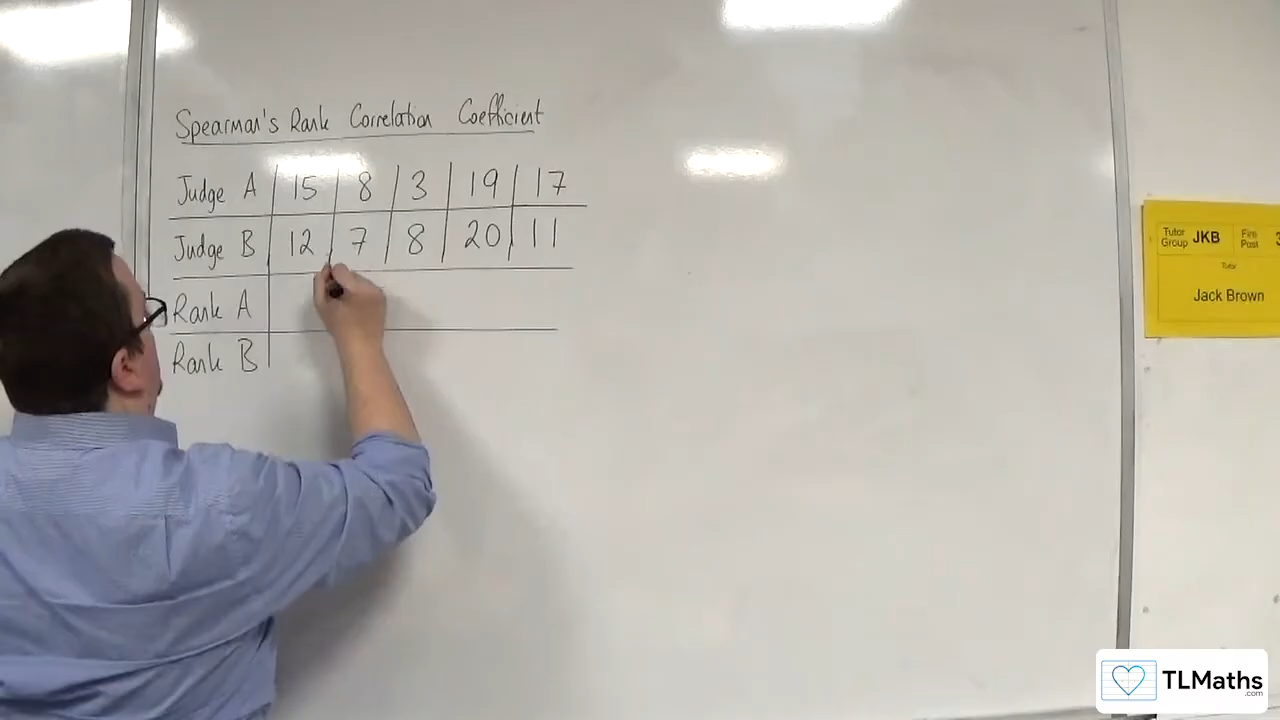 Spearman's Rank Correlation Coefficient
Judge A 15 8 3 19 17
Judge B 12 7 8 20 11
Rank A
Rank B
Tutor Group JKB Fire Post 3
Tutor
Jack Brown
TLMaths
.com